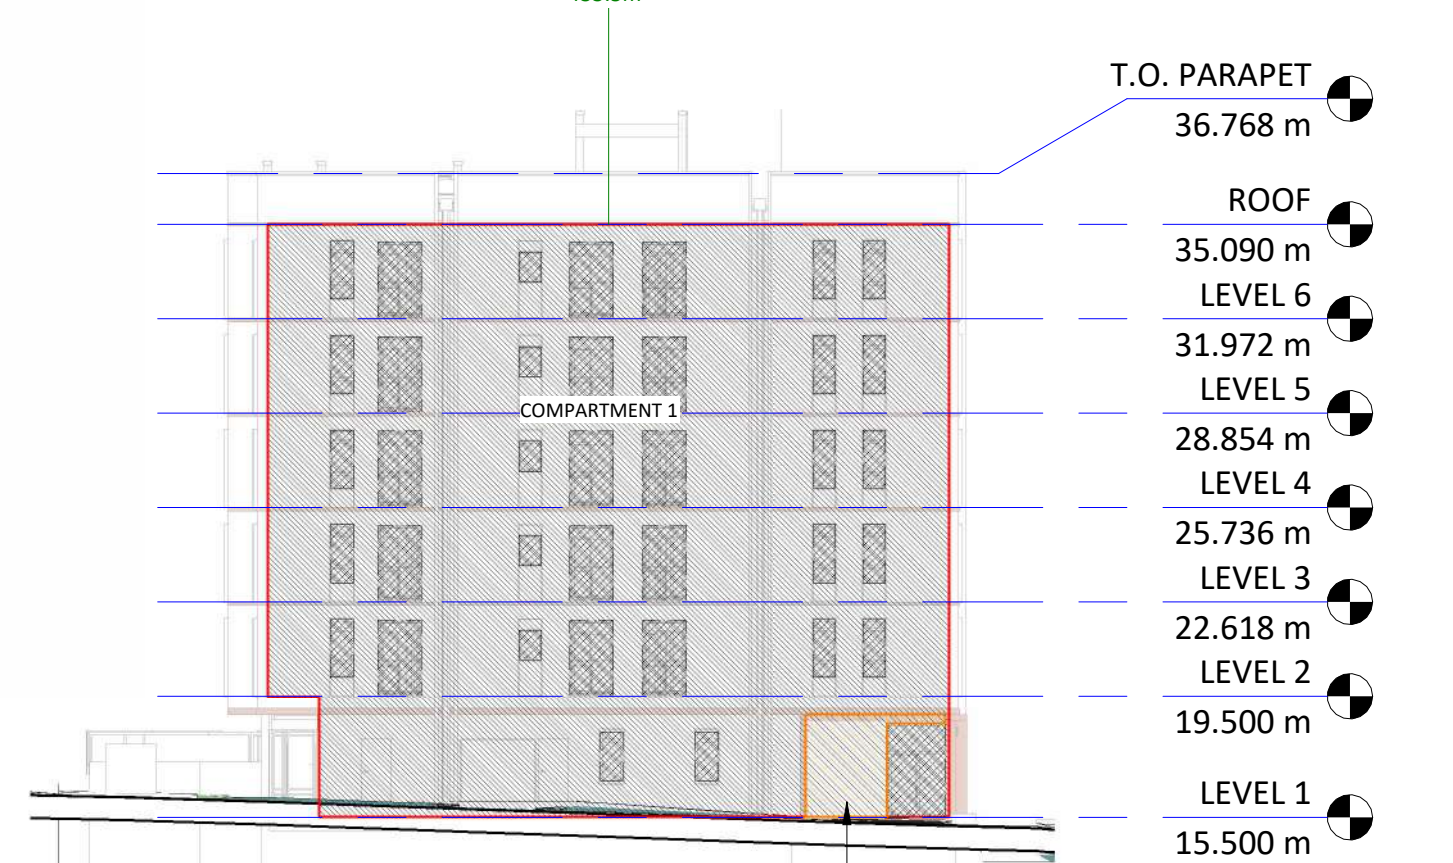 T.O. PARAPET
36.768 m
ROOF
35.090 m
LEVEL 6
31.972 m
LEVEL 5
COMPARTMENT 1
28.854 m
LEVEL 4
25.736 m
LEVEL 3
22.618 m
LEVEL 2
19.500 m
LEVEL 1
15.500 m